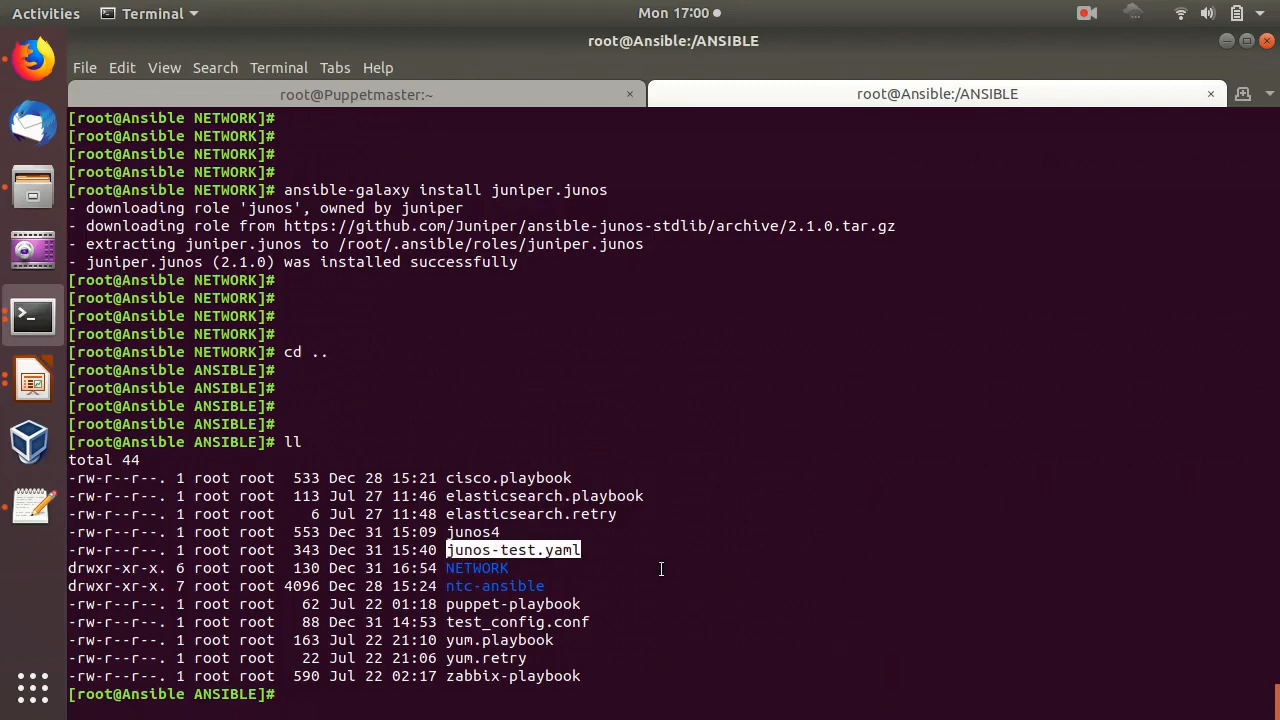 Activities Terminal Mon 17:00
root@Ansible:/ANSIBLE
File Edit View Search Terminal Tabs Help
root@Puppetmaster:~ × root@Ansible:/ANSIBLE ×
[root@Ansible NETWORK]#
[root@Ansible NETWORK]#
[root@Ansible NETWORK]#
[root@Ansible NETWORK]#
[root@Ansible NETWORK]# ansible-galaxy install juniper.junos
- downloading role 'junos', owned by juniper
- downloading role from https://github.com/Juniper/ansible-junos-stdlib/archive/2.1.0.tar.gz
- extracting juniper.junos to /root/.ansible/roles/juniper.junos
- juniper.junos (2.1.0) was installed successfully
[root@Ansible NETWORK]#
[root@Ansible NETWORK]#
[root@Ansible NETWORK]#
[root@Ansible NETWORK]#
[root@Ansible NETWORK]# cd ..
[root@Ansible ANSIBLE]#
[root@Ansible ANSIBLE]#
[root@Ansible ANSIBLE]#
[root@Ansible ANSIBLE]#
[root@Ansible ANSIBLE]# ll
total 44
-rw-r--r--. 1 root root  533 Dec 28 15:21 cisco.playbook
-rw-r--r--. 1 root root  113 Jul 27 11:46 elasticsearch.playbook
-rw-r--r--. 1 root root    6 Jul 27 11:48 elasticsearch.retry
-rw-r--r--. 1 root root  553 Dec 31 15:09 junos4
-rw-r--r--. 1 root root  343 Dec 31 15:40 junos-test.yaml
drwxr-xr-x. 6 root root  130 Dec 31 16:54 NETWORK
drwxr-xr-x. 7 root root 4096 Dec 28 15:24 ntc-ansible
-rw-r--r--. 1 root root   62 Jul 22 01:18 puppet-playbook
-rw-r--r--. 1 root root   88 Dec 31 14:53 test_config.conf
-rw-r--r--. 1 root root  163 Jul 22 21:10 yum.playbook
-rw-r--r--. 1 root root   22 Jul 22 21:06 yum.retry
-rw-r--r--. 1 root root  590 Jul 22 02:17 zabbix-playbook
[root@Ansible ANSIBLE]#